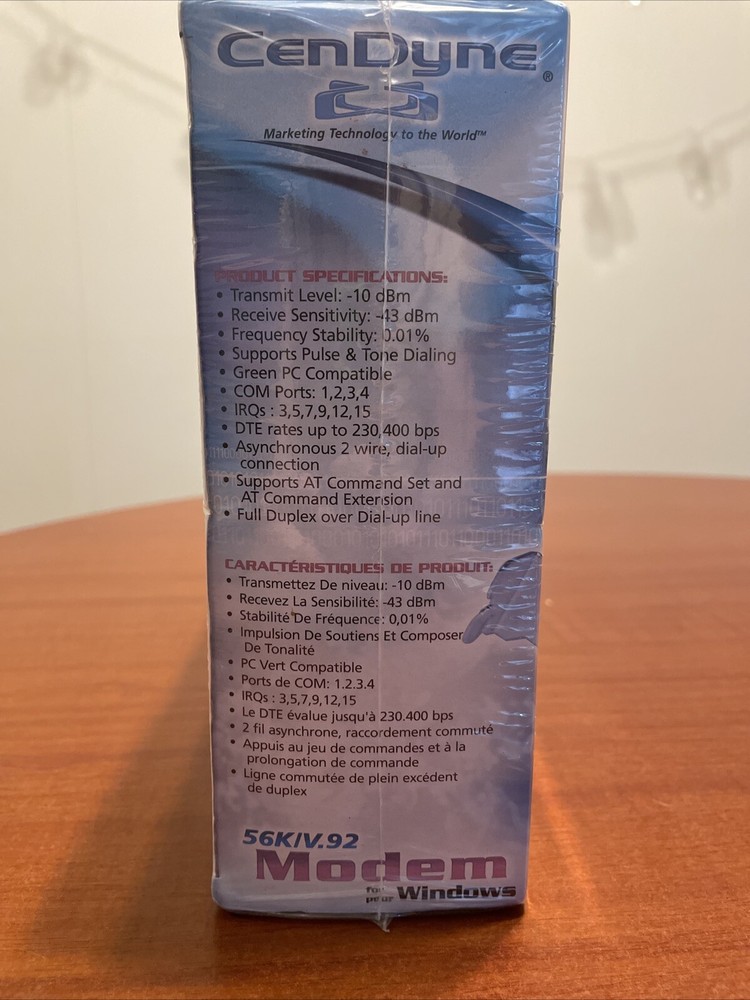 CenDyne®
Marketing Technology to the World™
PRODUCT SPECIFICATIONS:
• Transmit Level: -10 dBm
• Receive Sensitivity: -43 dBm
• Frequency Stability: 0.01%
• Supports Pulse & Tone Dialing
• Green PC Compatible
• COM Ports: 1,2,3,4
• IRQs : 3,5,7,9,12,15
• DTE rates up to 230,400 bps
• Asynchronous 2 wire, dial-up
connection
• Supports AT Command Set and
AT Command Extension
• Full Duplex over Dial-up line
CARACTÉRISTIQUES DE PRODUIT:
• Transmettez De niveau: -10 dBm
• Recevez La Sensibilité: -43 dBm
• Stabilité De Fréquence: 0,01%
• Impulsion De Soutiens Et Composer
De Tonalité
• PC Vert Compatible
• Ports de COM: 1.2.3.4
• IRQs : 3,5,7,9,12,15
• Le DTE évalue jusqu'à 230.400 bps
• 2 fil asynchrone, raccordement commuté
• Appuis au jeu de commandes et à la
prolongation de commande
• Ligne commutée de plein excédent
de duplex
56K/V.92
Modem
for
pour Windows